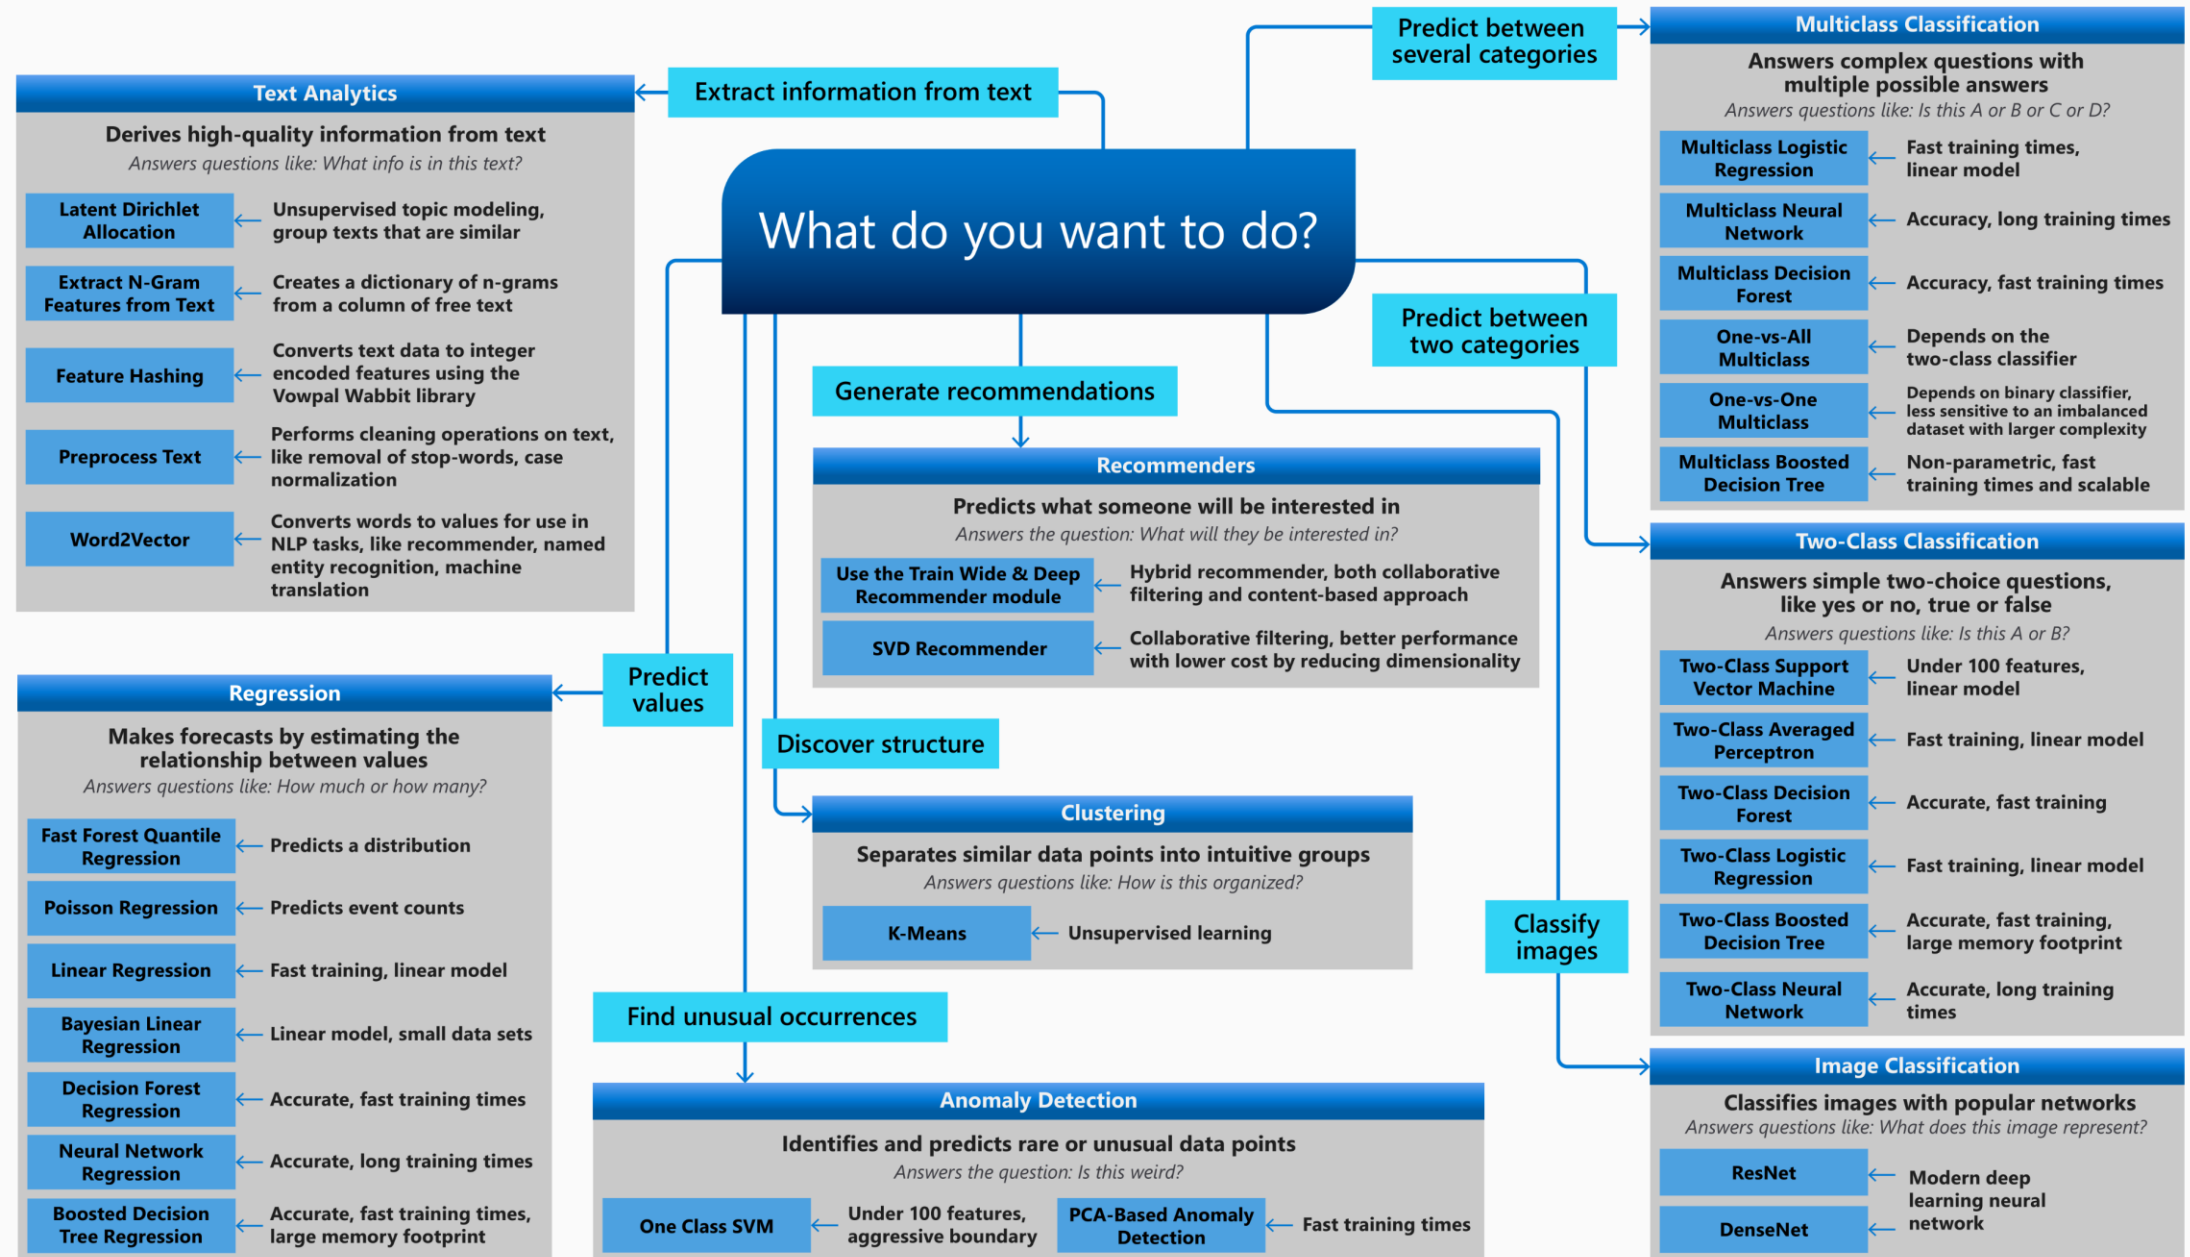 What do you want to do?
Extract information from text
Text Analytics
Derives high-quality information from text
Answers questions like: What info is in this text?
Latent Dirichlet
Allocation
Unsupervised topic modeling,
group texts that are similar
Extract N-Gram
Features from Text
Creates a dictionary of n-grams
from a column of free text
Feature Hashing
Converts text data to integer
encoded features using the
Vowpal Wabbit library
Preprocess Text
Performs cleaning operations on text,
like removal of stop-words, case
normalization
Word2Vector
Converts words to values for use in
NLP tasks, like recommender, named
entity recognition, machine
translation
Predict
values
Regression
Makes forecasts by estimating the
relationship between values
Answers questions like: How much or how many?
Fast Forest Quantile
Regression
Predicts a distribution
Poisson Regression
Predicts event counts
Linear Regression
Fast training, linear model
Bayesian Linear
Regression
Linear model, small data sets
Decision Forest
Regression
Accurate, fast training times
Neural Network
Regression
Accurate, long training times
Boosted Decision
Tree Regression
Accurate, fast training times,
large memory footprint
Generate recommendations
Recommenders
Predicts what someone will be interested in
Answers the question: What will they be interested in?
Use the Train Wide & Deep
Recommender module
Hybrid recommender, both collaborative
filtering and content-based approach
SVD Recommender
Collaborative filtering, better performance
with lower cost by reducing dimensionality
Discover structure
Clustering
Separates similar data points into intuitive groups
Answers questions like: How is this organized?
K-Means
Unsupervised learning
Find unusual occurrences
Anomaly Detection
Identifies and predicts rare or unusual data points
Answers the question: Is this weird?
One Class SVM
Under 100 features,
aggressive boundary
PCA-Based Anomaly
Detection
Fast training times
Predict between
several categories
Multiclass Classification
Answers complex questions with
multiple possible answers
Answers questions like: Is this A or B or C or D?
Multiclass Logistic
Regression
Fast training times,
linear model
Multiclass Neural
Network
Accuracy, long training times
Multiclass Decision
Forest
Accuracy, fast training times
One-vs-All
Multiclass
Depends on the
two-class classifier
One-vs-One
Multiclass
Depends on binary classifier,
less sensitive to an imbalanced
dataset with larger complexity
Multiclass Boosted
Decision Tree
Non-parametric, fast
training times and scalable
Predict between
two categories
Two-Class Classification
Answers simple two-choice questions,
like yes or no, true or false
Answers questions like: Is this A or B?
Two-Class Support
Vector Machine
Under 100 features,
linear model
Two-Class Averaged
Perceptron
Fast training, linear model
Two-Class Decision
Forest
Accurate, fast training
Two-Class Logistic
Regression
Fast training, linear model
Two-Class Boosted
Decision Tree
Accurate, fast training,
large memory footprint
Two-Class Neural
Network
Accurate, long training
times
Classify
images
Image Classification
Classifies images with popular networks
Answers questions like: What does this image represent?
ResNet
DenseNet
Modern deep
learning neural
network